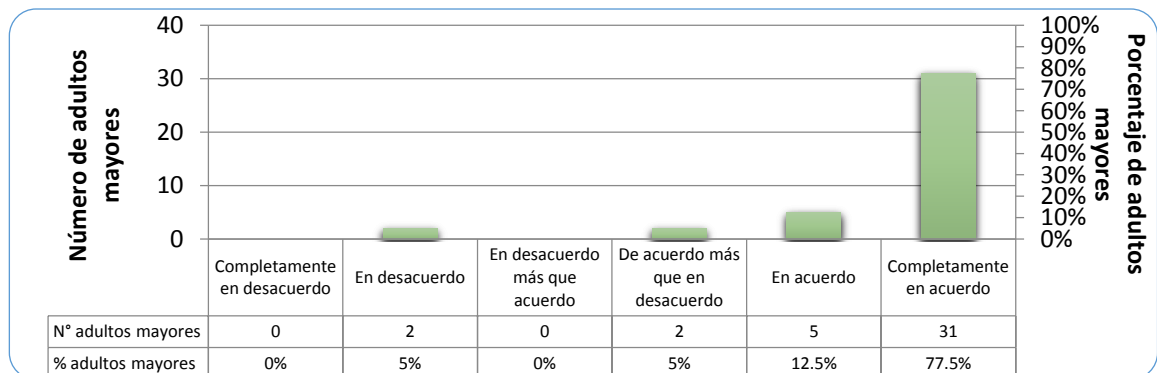 Número de adultos
mayores
40
30
20
10
0
100%
90%
80%
70%
60%
50%
40%
30%
20%
10%
0%
Porcentaje de adultos
mayores
Completamente
en desacuerdo
En desacuerdo
En desacuerdo
más que
acuerdo
De acuerdo más
que en
desacuerdo
En acuerdo
Completamente
en acuerdo
N° adultos mayores 0 2 0 2 5 31
% adultos mayores 0% 5% 0% 5% 12.5% 77.5%